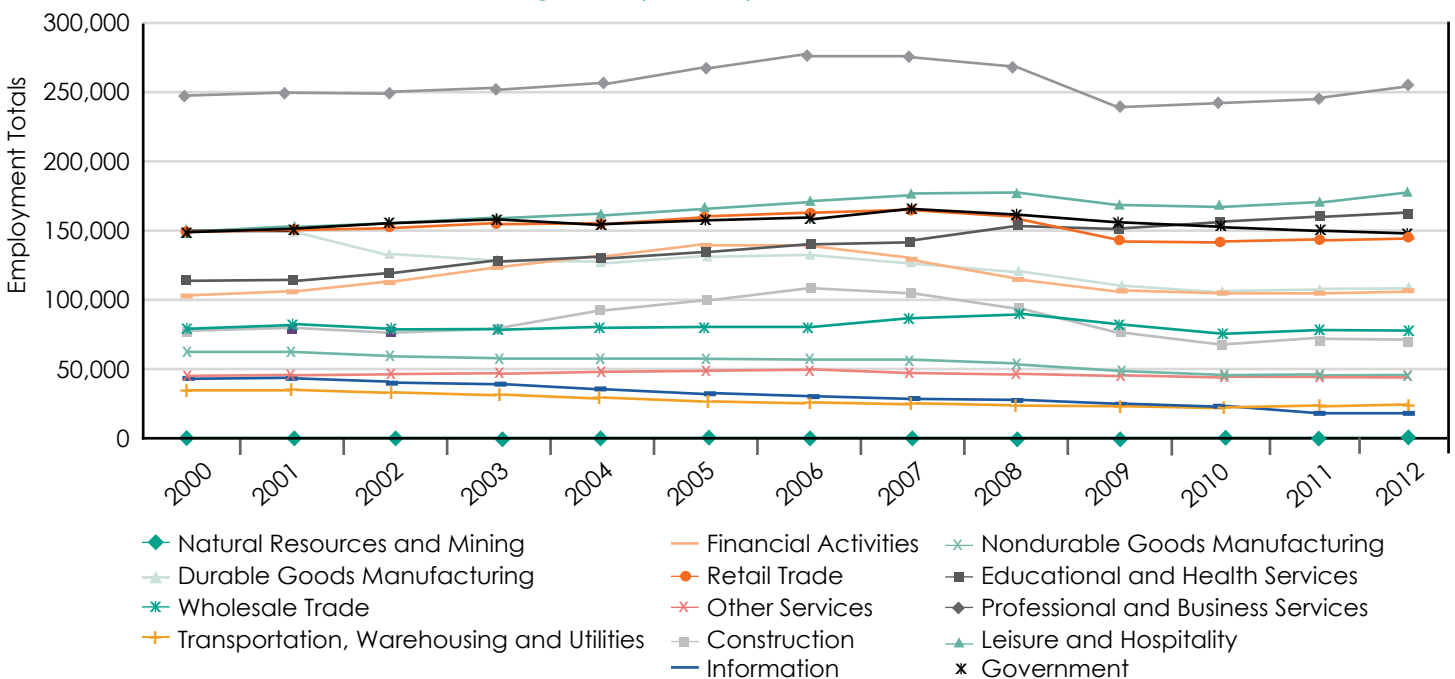 300,000
250,000
200,000
150,000
100,000
50,000
0
Employment Totals
2000 2001 2002 2003 2004 2005 2006 2007 2008 2009 2010 2011 2012
Natural Resources and Mining Financial Activities Nondurable Goods Manufacturing
Durable Goods Manufacturing Retail Trade Educational and Health Services
Wholesale Trade Other Services Professional and Business Services
Transportation, Warehousing and Utilities Construction Leisure and Hospitality
Information Government